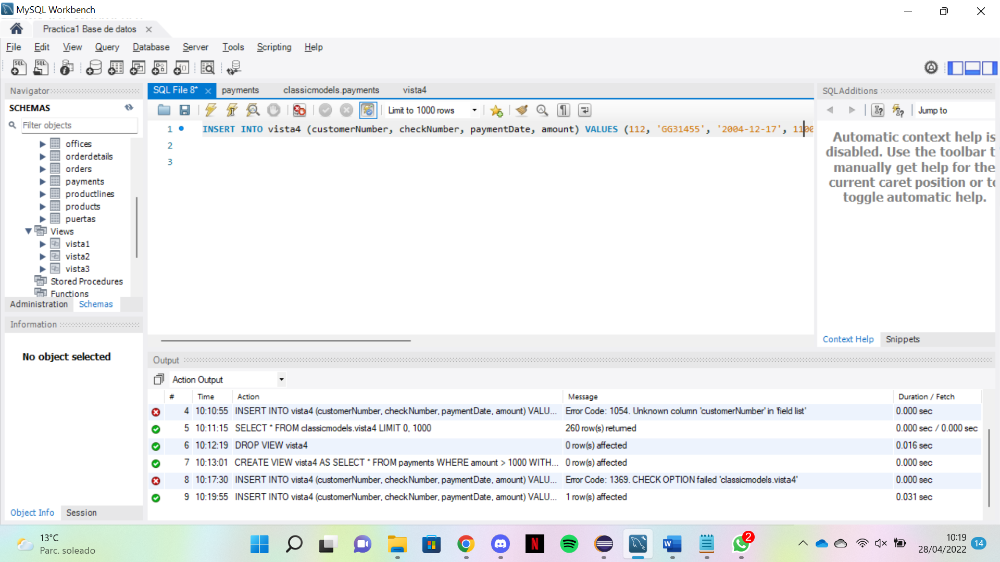 MySQL Workbench
Practica1 Base de datos
File Edit View Query Database Server Tools Scripting Help
Navigator
SCHEMAS
Filter objects
offices
orderdetails
orders
payments
productlines
products
puertas
Views
vista1
vista2
vista3
Stored Procedures
Functions
Administration Schemas
Information
No object selected
Object Info Session
SQL File 8* payments classicmodels.payments vista4
Limit to 1000 rows
1 INSERT INTO vista4 (customerNumber, checkNumber, paymentDate, amount) VALUES (112, 'GG31455', '2004-12-17', 1100
2
3
SQLAdditions
Jump to
Automatic context help is
disabled. Use the toolbar t
manually get help for the
current caret position or to
toggle automatic help.
Context Help Snippets
Output
Action Output
# Time Action Message Duration / Fetch
4 10:10:55 INSERT INTO vista4 (customerNumber, checkNumber, paymentDate, amount) VALU... Error Code: 1054. Unknown column 'customerNumber' in 'field list' 0.000 sec
5 10:11:15 SELECT * FROM classicmodels.vista4 LIMIT 0, 1000 260 row(s) returned 0.000 sec / 0.000 sec
6 10:12:19 DROP VIEW vista4 0 row(s) affected 0.016 sec
7 10:13:01 CREATE VIEW vista4 AS SELECT * FROM payments WHERE amount > 1000 WITH... 0 row(s) affected 0.000 sec
8 10:17:30 INSERT INTO vista4 (customerNumber, checkNumber, paymentDate, amount) VALU... Error Code: 1369. CHECK OPTION failed 'classicmodels.vista4' 0.000 sec
9 10:19:55 INSERT INTO vista4 (customerNumber, checkNumber, paymentDate, amount) VALU... 1 row(s) affected 0.031 sec
13°C
Parc. soleado
2
10:19
28/04/2022
14